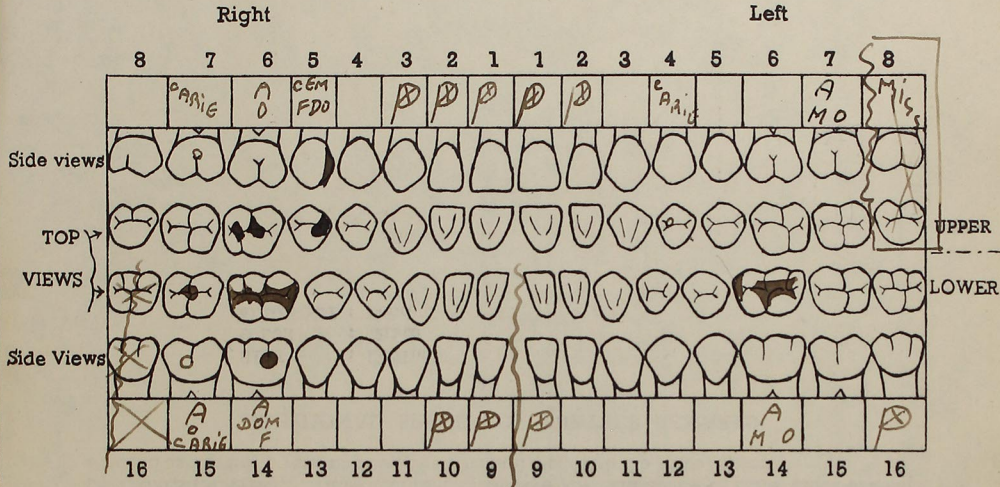 Right Left
8 7 6 5 4 3 2 1 1 2 3 4 5 6 7 8
CARIE A O CEM FDO P P P P P CARIE A MO Miss
Side views
TOP UPPER
VIEWS LOWER
Side Views
A O CARIE A DOM F P P P A M O P
16 15 14 13 12 11 10 9 9 10 11 12 13 14 15 16